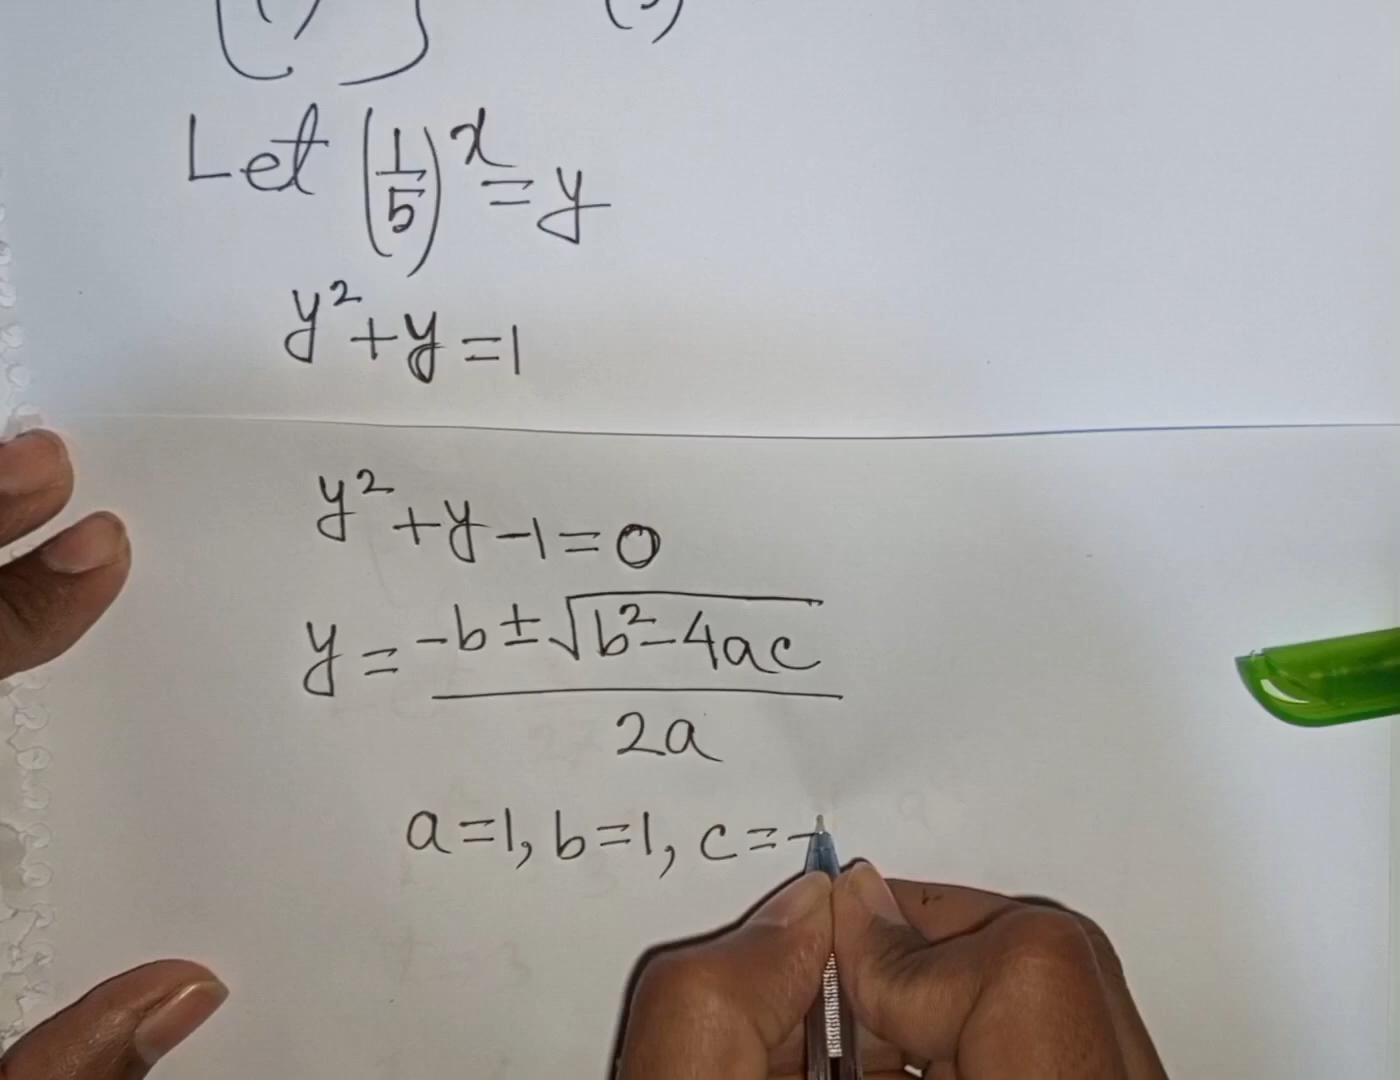 Let (1/5)^x = y
y² + y = 1
y² + y - 1 = 0
y = (-b ± √(b² - 4ac)) / 2a
a = 1, b = 1, c = -